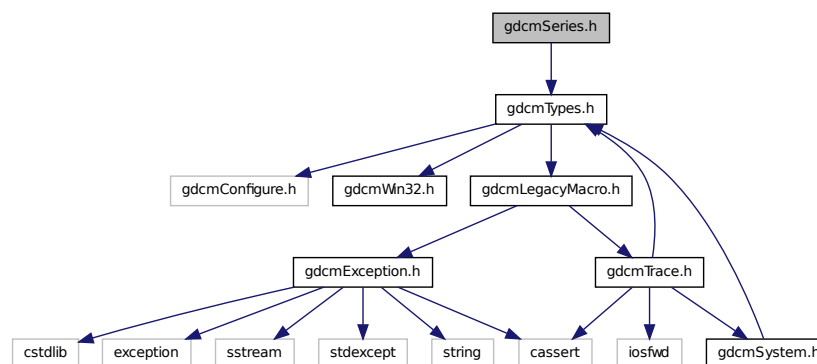 gdcmSeries.h
gdcmTypes.h
gdcmConfigure.h
gdcmWin32.h
gdcmLegacyMacro.h
gdcmException.h
gdcmTrace.h
cstdlib
exception
sstream
stdexcept
string
cassert
iosfwd
gdcmSystem.h